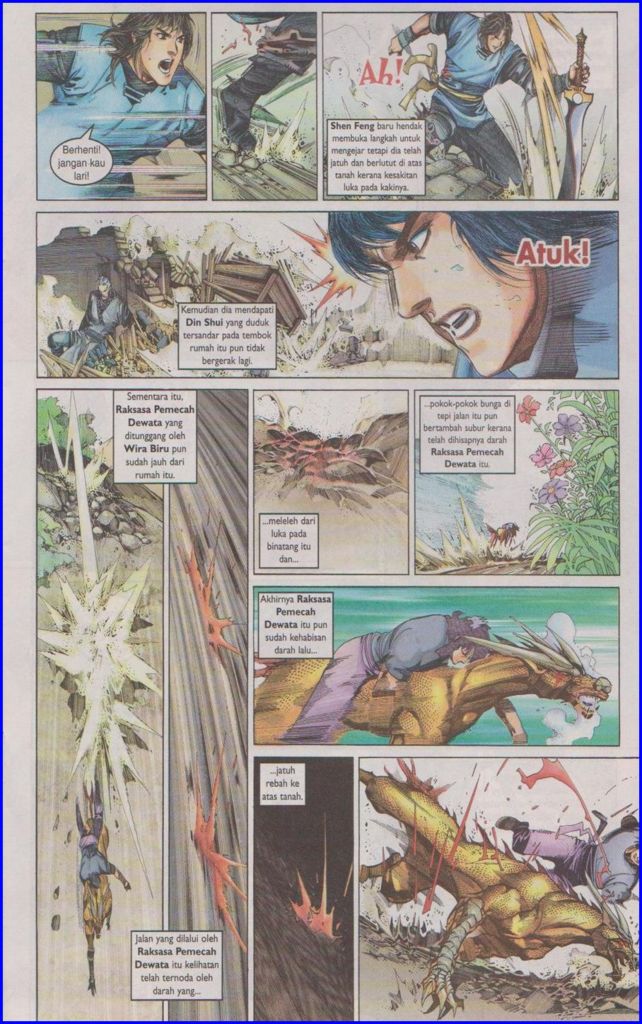 Berhenti!
jangan kau
lari!
Ah!
Shen Feng baru hendak
membuka langkah untuk
mengejar tetapi dia telah
jatuh dan berlutut di atas
tanah kerana kesakitan
luka pada kakinya.
Kemudian dia mendapati
Din Shui yang duduk
tersandar pada tembok
rumah itu pun tidak
bergerak lagi.
Atuk!
Sementara itu,
Raksasa Pemecah
Dewata yang
ditunggang oleh
Wira Biru pun
sudah jauh dari
rumah itu.
Jalan yang dilalui oleh
Raksasa Pemecah
Dewata itu kelihatan
telah ternoda oleh
darah yang...
...meleleh dari
luka pada
binatang itu
dan...
...pokok-pokok bunga di
tepi jalan itu pun
bertambah subur kerana
telah dihisapnya darah
Raksasa Pemecah
Dewata itu.
Akhirnya Raksasa
Pemecah
Dewata itu pun
sudah kehabisan
darah lalu...
...jatuh
rebah ke
atas tanah.